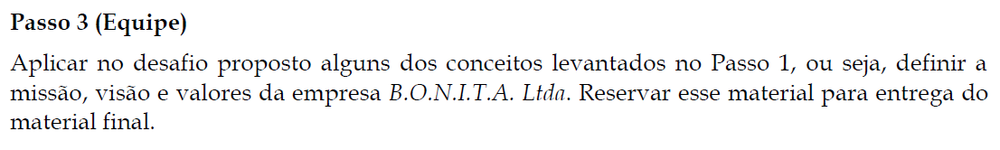 Passo 3 (Equipe)
Aplicar no desafio proposto alguns dos conceitos levantados no Passo 1, ou seja, definir a
missão, visão e valores da empresa B.O.N.I.T.A. Ltda. Reservar esse material para entrega do
material final.